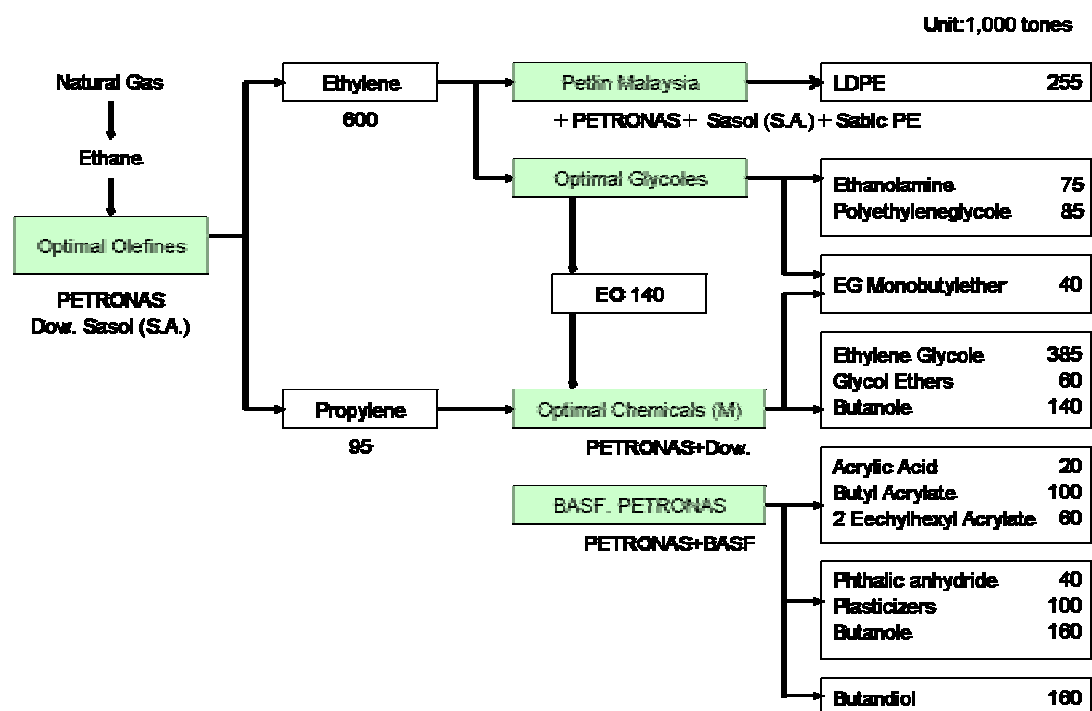 Unit:1,000 tones
Natural Gas
Ethane
Optimal Olefines
PETRONAS
Dow. Sasol (S.A.)
Ethylene
600
Propylene
95
Petlin Malaysia
+ PETRONAS + Sasol (S.A.) + Sabic PE
Optimal Glycoles
EO 140
Optimal Chemicals (M)
PETRONAS+Dow.
BASF. PETRONAS
PETRONAS+BASF
LDPE 255
Ethanolamine 75
Polyethyleneglycole 85
EG Monobutylether 40
Ethylene Glycole 385
Glycol Ethers 60
Butanole 140
Acrylic Acid 20
Butyl Acrylate 100
2 Eechylhexyl Acrylate 60
Phthalic anhydride 40
Plasticizers 100
Butanole 160
Butandiol 160